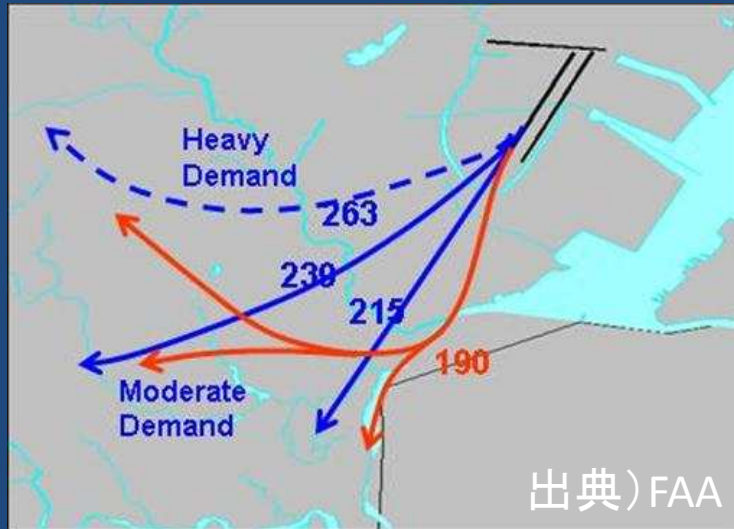 Heavy
Demand
263
239
215
190
Moderate
Demand
出典）FAA